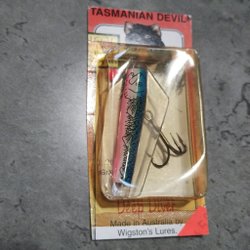 TASMANIAN DEVIL
Deep Diver
Made in Australia by
Wigston's Lures.